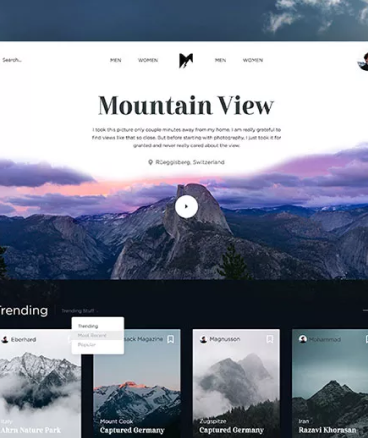 Search...
MEN
WOMEN
MEN
WOMEN
Mountain View
I took this picture only couple minutes away from my home. I am really grateful to
find views live that so close. But before starting with photography, I just took it for
granted and never really cared about the view.
Rüeggisberg, Switzerland
Trending
Trending Stuff
Trending
Most Recent
Popular
Eberhard
ack Magazine
Magnusson
Muhammad
Italy
Ahrn Nature Park
Mount Cook
Captured Germany
Zugspitze
Captured Germany
Iran
Razavi Khorasan